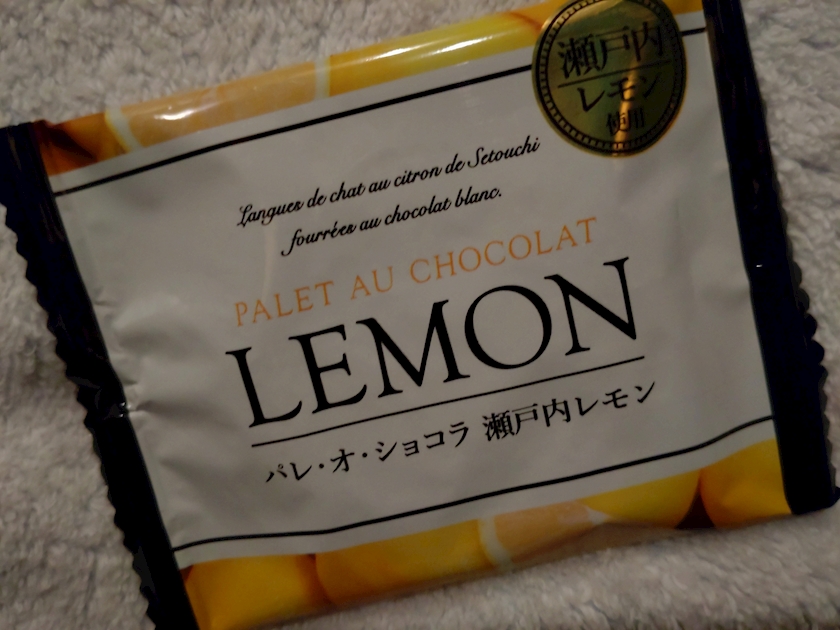 瀬戸内
レモン
使用
Langues de chat au citron de Setouchi
fourrées au chocolat blanc.
PALET AU CHOCOLAT
LEMON
パレ・オ・ショコラ 瀬戸内レモン